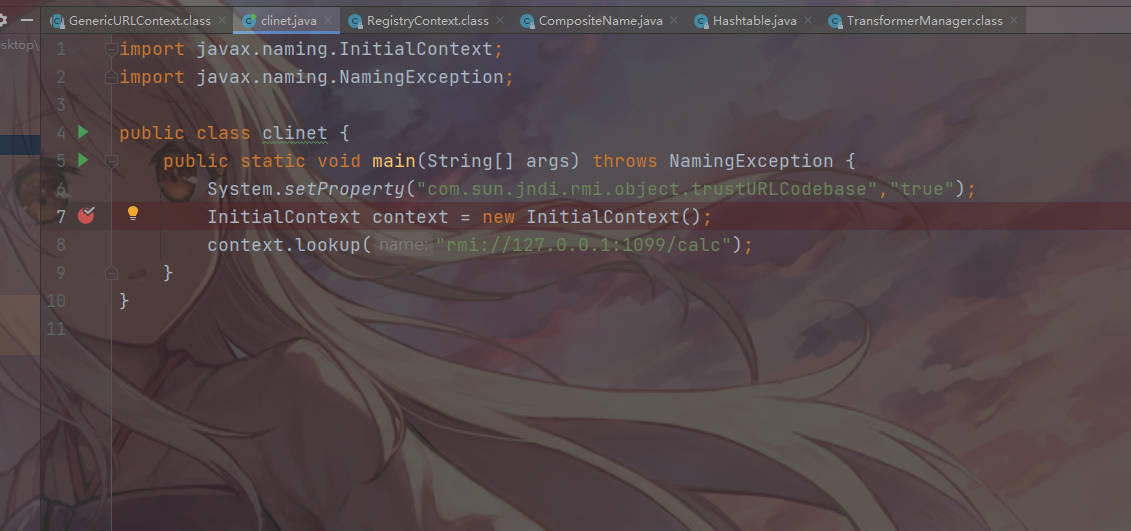 GenericURLContext.class clinet.java RegistryContext.class CompositeName.java Hashtable.java TransformerManager.class
esktop\
1 import javax.naming.InitialContext;
2 import javax.naming.NamingException;
3
4 public class clinet {
5 public static void main(String[] args) throws NamingException {
6 System.setProperty("com.sun.jndi.rmi.object.trustURLCodebase","true");
7 InitialContext context = new InitialContext();
8 context.lookup( name: "rmi://127.0.0.1:1099/calc");
9 }
10 }
11